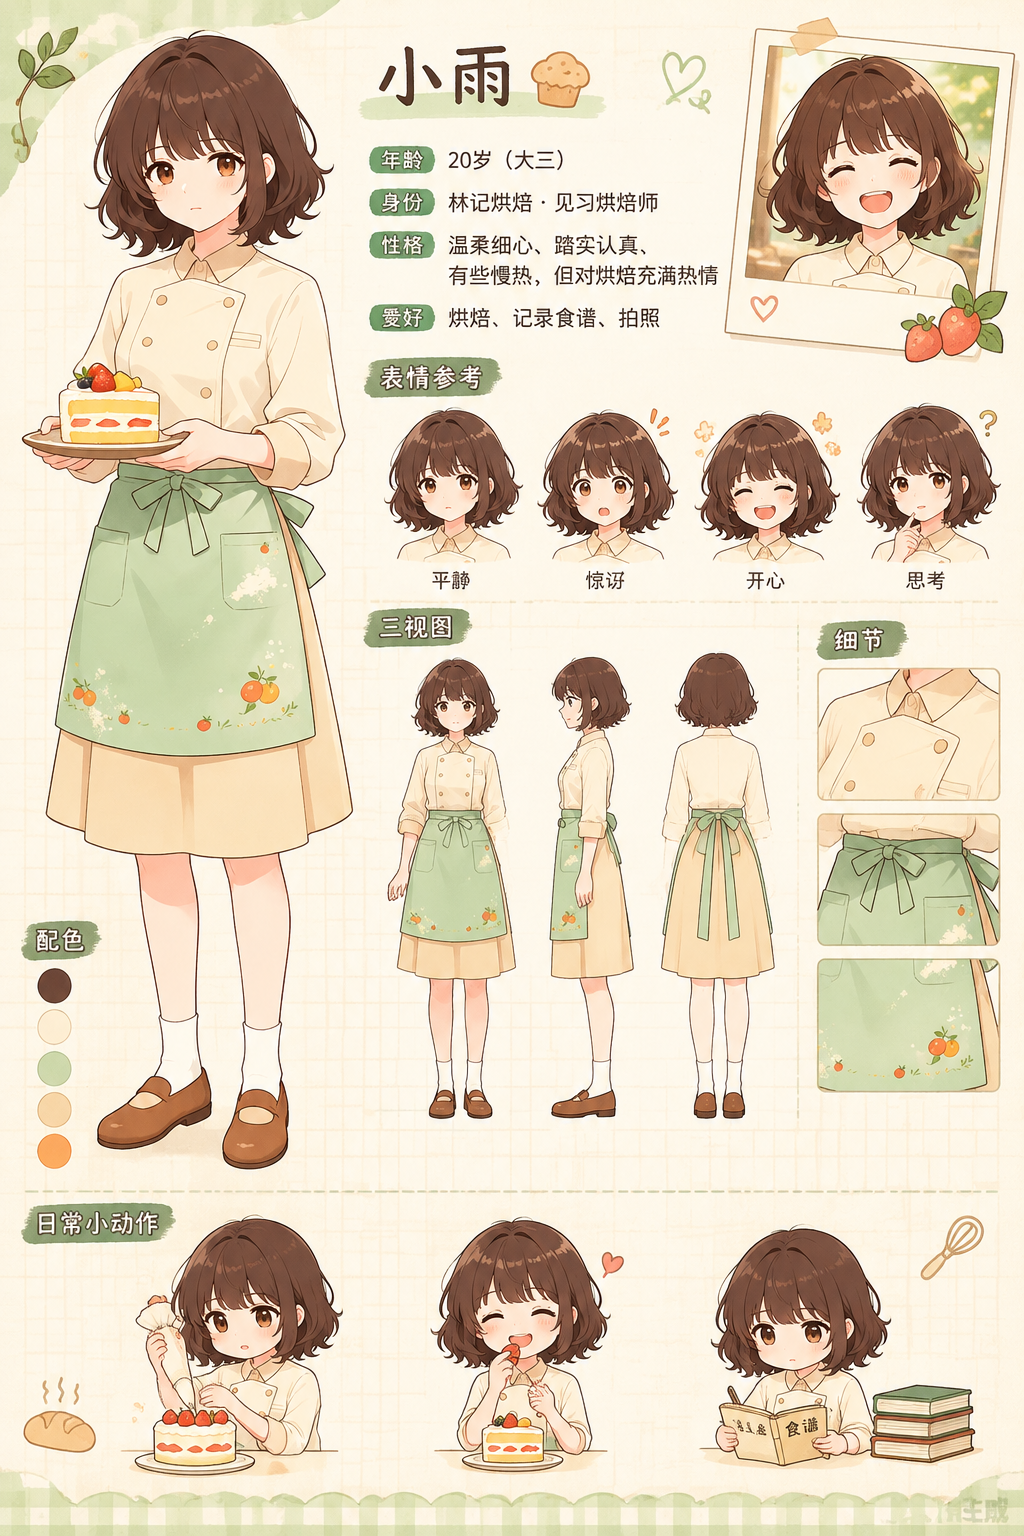 小雨
年龄 20岁（大三）
身份 林记烘焙 · 见习烘焙师
性格 温柔细心、踏实认真、
有些慢热，但对烘焙充满热情
爱好 烘焙、记录食谱、拍照
表情参考
平静
惊讶
开心
思考
三视图
细节
配色
日常小动作
食谱